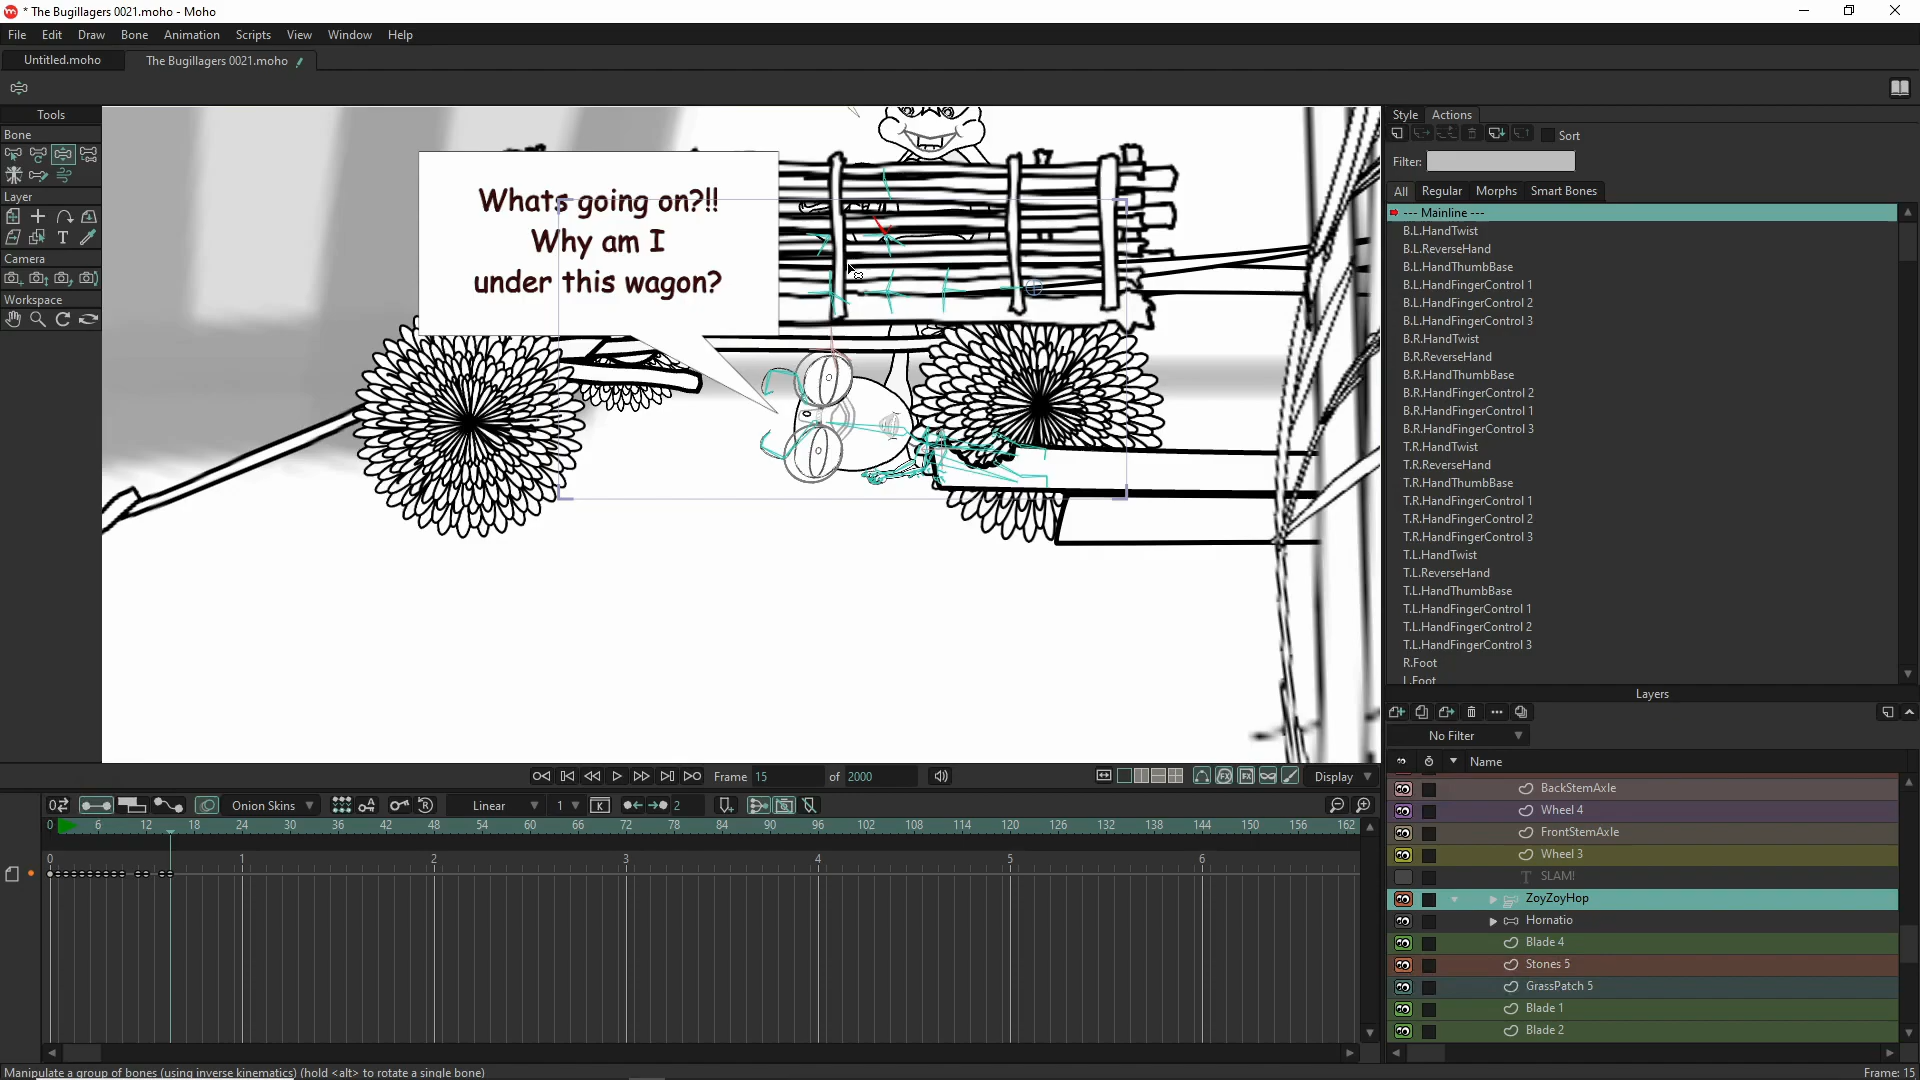 * The Bugillagers 0021.moho - Moho
File Edit Draw Bone Animation Scripts View Window Help
Untitled.moho The Bugillagers 0021.moho
Tools
Bone
Layer
Camera
Workspace
Whats going on?!!
Why am I
under this wagon?
Style Actions
Sort
Filter:
All Regular Morphs Smart Bones
--- Mainline ---
B.L.HandTwist
B.L.ReverseHand
B.L.HandThumbBase
B.L.HandFingerControl 1
B.L.HandFingerControl 2
B.L.HandFingerControl 3
B.R.HandTwist
B.R.ReverseHand
B.R.HandThumbBase
B.R.HandFingerControl 2
B.R.HandFingerControl 1
B.R.HandFingerControl 3
T.R.HandTwist
T.R.ReverseHand
T.R.HandThumbBase
T.R.HandFingerControl 1
T.R.HandFingerControl 2
T.R.HandFingerControl 3
T.L.HandTwist
T.L.ReverseHand
T.L.HandThumbBase
T.L.HandFingerControl 1
T.L.HandFingerControl 2
T.L.HandFingerControl 3
R.Foot
L.Foot
Layers
No Filter
Name
BackStemAxle
Wheel 4
FrontStemAxle
Wheel 3
T SLAM!
ZoyZoyHop
Hornatio
Blade 4
Stones 5
GrassPatch 5
Blade 1
Blade 2
Frame 15 of 2000 Display
Onion Skins Linear 1 K 2
0 6 12 18 24 30 36 42 48 54 60 66 72 78 84 90 96 102 108 114 120 126 132 138 144 150 156 162
0 1 2 3 4 5 6
Manipulate a group of bones (using inverse kinematics) (hold <alt> to rotate a single bone) Frame: 15